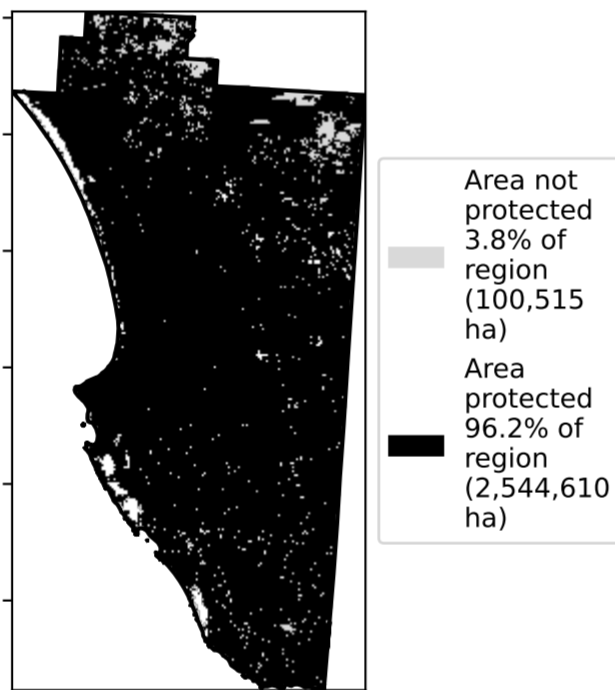 Area not
protected
3.8% of
region
(100,515
ha)
Area
protected
96.2% of
region
(2,544,610
ha)